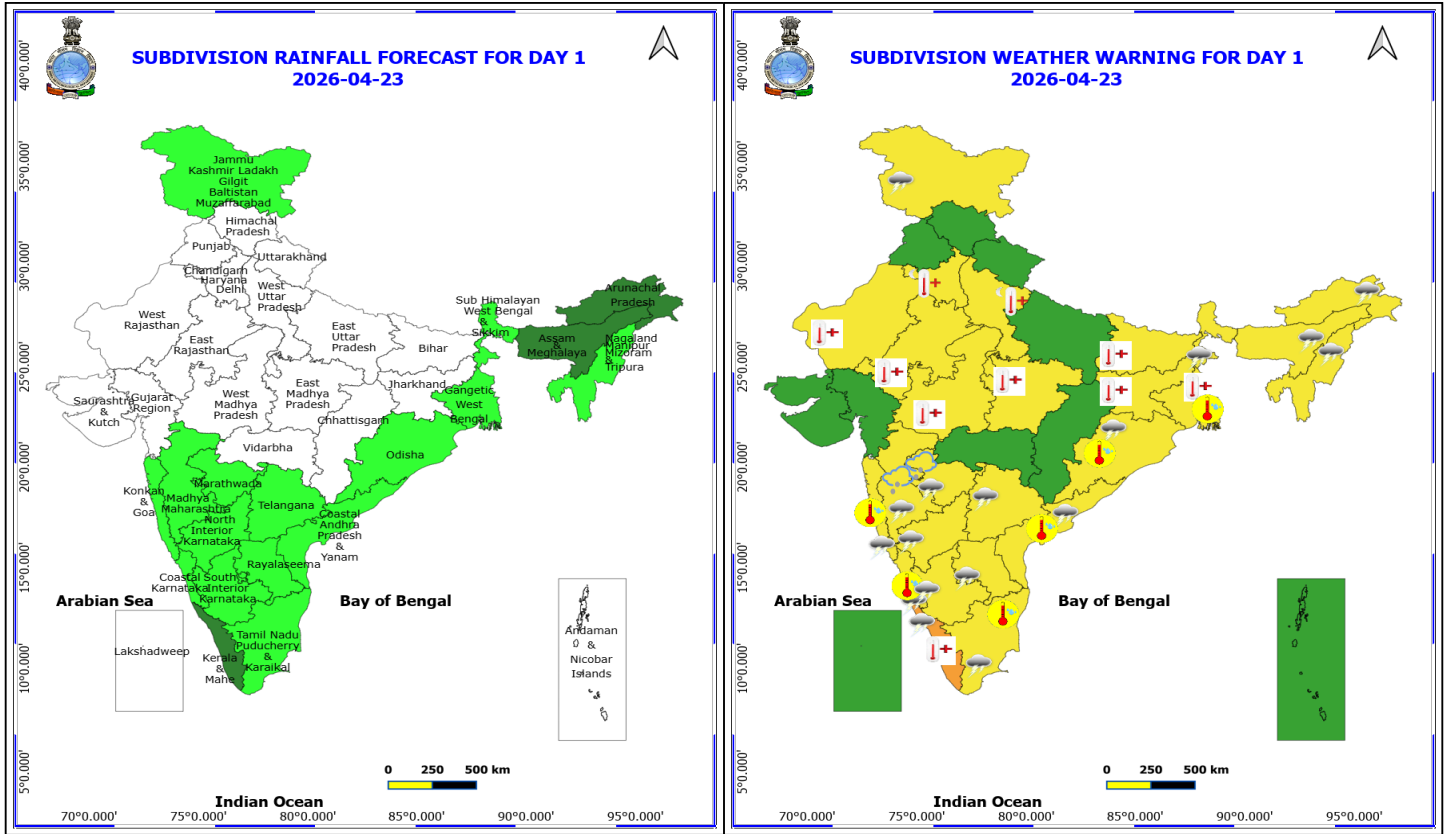 SUBDIVISION RAINFALL FORECAST FOR DAY 1
2026-04-23
40°0.000'
35°0.000'
30°0.000'
25°0.000'
20°0.000'
15°0.000'
10°0.000'
5°0.000'
Jammu
Kashmir Ladakh
Gilgit
Baltistan
Muzaffarabad
Himachal
Pradesh
Punjab
Uttarakhand
Chandigarh
Haryana
Delhi
West
Uttar
Pradesh
West
Rajasthan
East
Rajasthan
East
Uttar
Pradesh
Bihar
Sub Himalayan
West Bengal
&
Sikkim
Arunachal
Pradesh
Assam
&
Meghalaya
Nagaland
Manipur
Mizoram
&
Tripura
Saurashtra
&
Kutch
Gujarat
Region
West
Madhya
Pradesh
East
Madhya
Pradesh
Jharkhand
Gangetic
West
Bengal
Chhattisgarh
Vidarbha
Odisha
Konkan
&
Goa
Madhya
Maharashtra
Marathwada
Telangana
North
Interior
Karnataka
Coastal
Andhra
Pradesh
&
Yanam
Rayalaseema
Coastal
Karnataka
South
Interior
Karnataka
Arabian Sea
Bay of Bengal
Lakshadweep
Kerala
&
Mahe
Tamil Nadu
Puducherry
&
Karaikal
Andaman
&
Nicobar
Islands
0 250 500 km
Indian Ocean
70°0.000' 75°0.000' 80°0.000' 85°0.000' 90°0.000' 95°0.000'
SUBDIVISION WEATHER WARNING FOR DAY 1
2026-04-23
40°0.000'
35°0.000'
30°0.000'
25°0.000'
20°0.000'
15°0.000'
10°0.000'
5°0.000'
Arabian Sea
Bay of Bengal
0 250 500 km
Indian Ocean
70°0.000' 75°0.000' 80°0.000' 85°0.000' 90°0.000' 95°0.000'